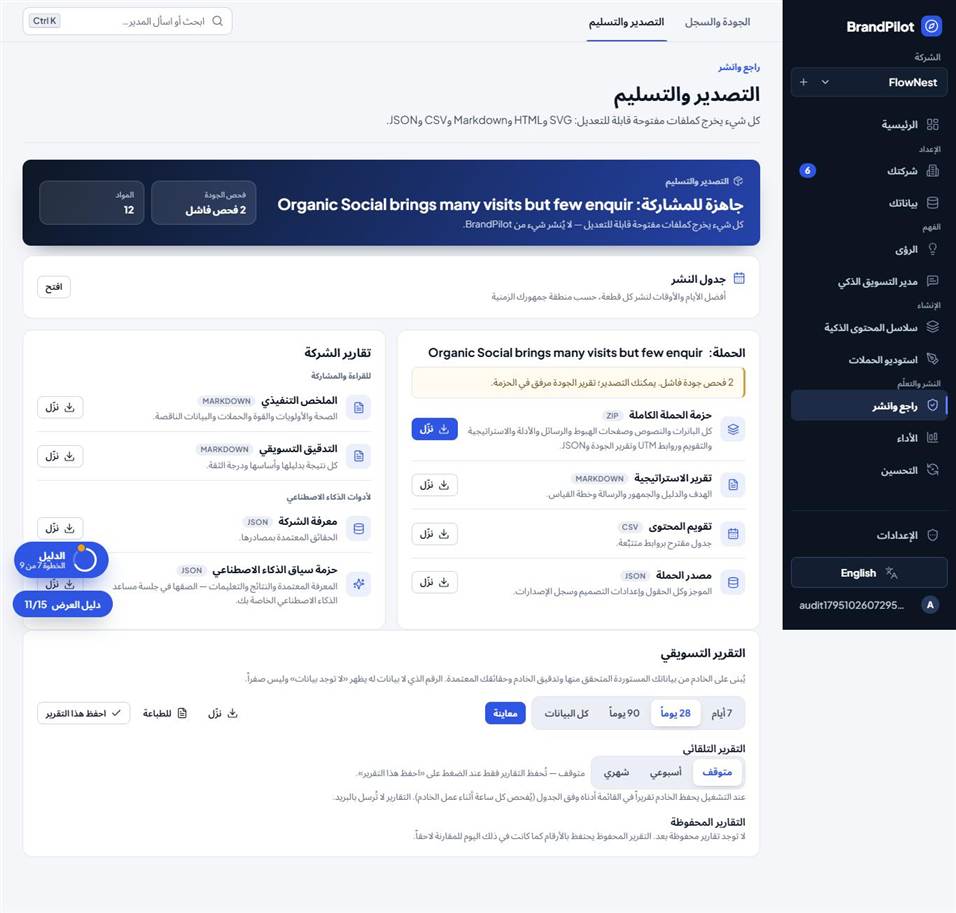 BrandPilot
الشركة
FlowNest
الرئيسية
الإعداد
شركتك
6
بياناتك
الفهم
الرؤى
مدير التسويق الذكي
الإنشاء
سلاسل المحتوى الذكية
استوديو الحملات
النشر والتعلّم
راجع وانشر
الأداء
التحسين
الإعدادات
English
A audit1795102607295...
الجودة والسجل
التصدير والتسليم
ابحث أو اسأل المدير...
Ctrl K
راجع وانشر
التصدير والتسليم
كل شيء يخرج كملفات مفتوحة قابلة للتعديل: SVG وHTML وMarkdown وCSV وJSON.
التصدير والتسليم
جاهزة للمشاركة: Organic Social brings many visits but few enquir
كل شيء يخرج كملفات مفتوحة قابلة للتعديل — لا يُنشر شيء من BrandPilot.
فحص الجودة
2 فحص فاشل
المواد
12
جدول النشر
أفضل الأيام والأوقات لنشر كل قطعة، حسب منطقة جمهورك الزمنية
افتح
الحملة: Organic Social brings many visits but few enquir
2 فحص جودة فاشل. يمكنك التصدير؛ تقرير الجودة مرفق في الحزمة.
حزمة الحملة الكاملة ZIP
كل البانرات والنصوص وصفحات الهبوط والرسائل والأدلة والاستراتيجية
والتقويم وروابط UTM وتقرير الجودة وJSON.
نزّل
تقرير الاستراتيجية MARKDOWN
الهدف والدليل والجمهور والرسالة وخطة القياس.
نزّل
تقويم المحتوى CSV
جدول مقترح بروابط متتبَّعة.
نزّل
مصدر الحملة JSON
الموجز وكل الحقول وإعدادات التصميم وسجل الإصدارات.
نزّل
تقارير الشركة
للقراءة والمشاركة
الملخص التنفيذي MARKDOWN
الصحة والأولويات والقوة والحملات والبيانات الناقصة.
نزّل
التدقيق التسويقي MARKDOWN
كل نتيجة بدليلها وأساسها ودرجة الثقة.
نزّل
لأدوات الذكاء الاصطناعي
معرفة الشركة JSON
الحقائق المعتمدة بمصادرها.
نزّل
حزمة سياق الذكاء الاصطناعي JSON
المعرفة المعتمدة والنتائج والتعليمات — الصقها في جلسة مساعد
الذكاء الاصطناعي الخاصة بك.
نزّل
الدليل
الخطوة 7 من 9
دليل العرض 11/15
التقرير التسويقي
يُبنى على الخادم من بياناتك المستوردة المتحقق منها وتدقيق الخادم وحقائقك المعتمدة. الرقم الذي لا بيانات له يظهر «لا توجد بيانات» وليس صفراً.
7 أيام
28 يوماً
90 يوماً
كل البيانات
معاينة
نزّل
للطباعة
احفظ هذا التقرير
التقرير التلقائي
متوقف
أسبوعي
شهري
متوقف — تُحفظ التقارير فقط عند الضغط على «احفظ هذا التقرير».
عند التشغيل يحفظ الخادم تقريراً في القائمة أدناه وفق الجدول (يُفحص كل ساعة أثناء عمل الخادم). التقارير لا تُرسل بالبريد.
التقارير المحفوظة
لا توجد تقارير محفوظة بعد. التقرير المحفوظ يحتفظ بالأرقام كما كانت في ذلك اليوم للمقارنة لاحقاً.